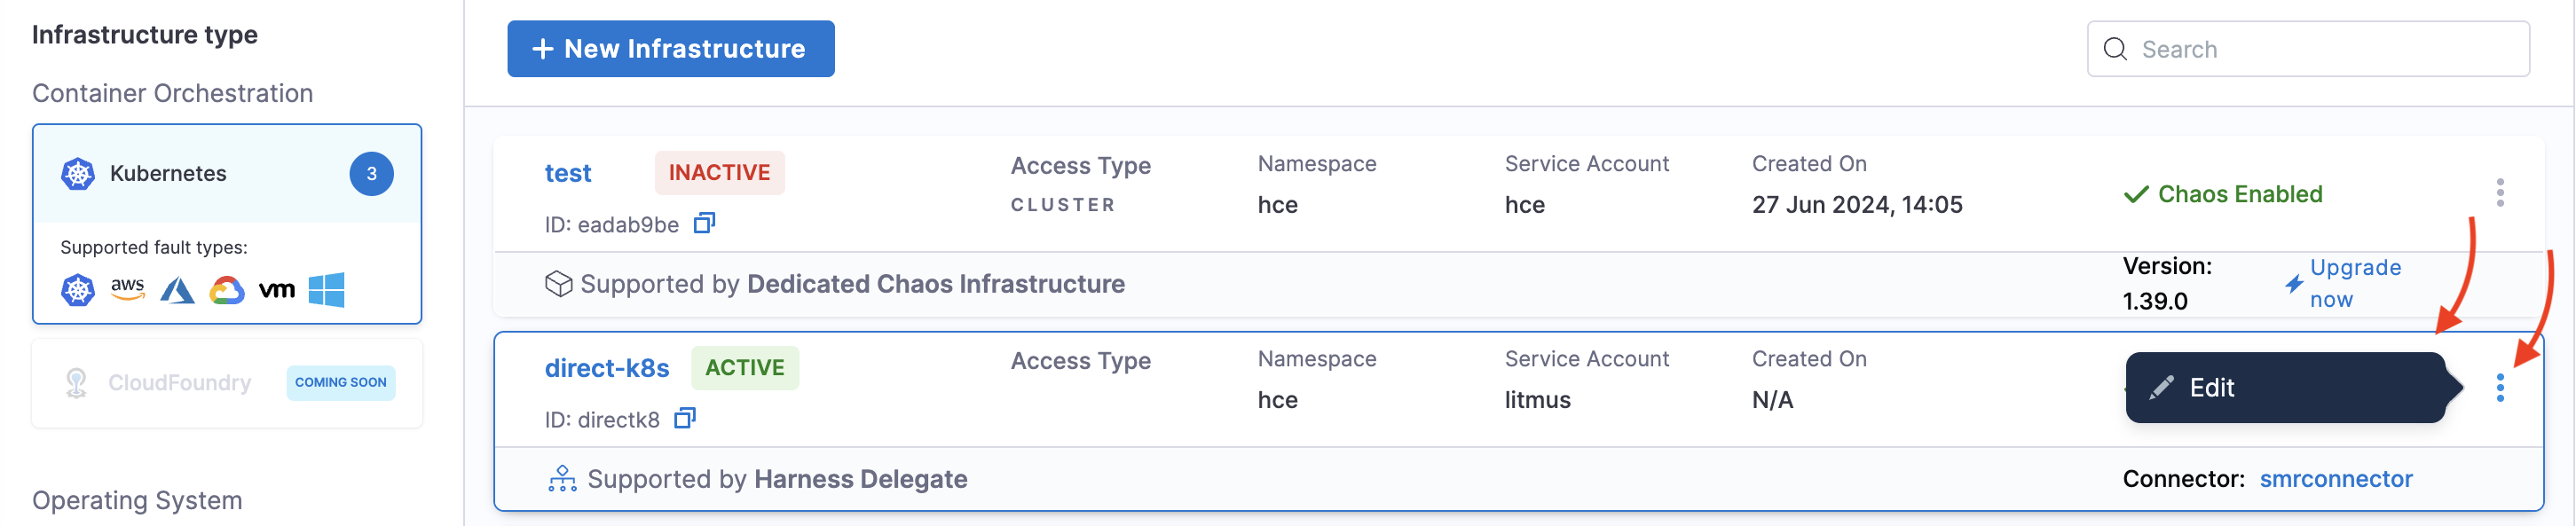 Infrastructure type
Container Orchestration
Kubernetes
3
Supported fault types:
aws
vm
CloudFoundry
COMING SOON
Operating System
+ New Infrastructure
Search
test
INACTIVE
ID: eadab9be
Access Type
CLUSTER
Namespace
hce
Service Account
hce
Created On
27 Jun 2024, 14:05
Chaos Enabled
Supported by Dedicated Chaos Infrastructure
Version:
1.39.0
Upgrade
now
direct-k8s
ACTIVE
ID: directk8
Access Type
Namespace
hce
Service Account
litmus
Created On
N/A
Edit
Supported by Harness Delegate
Connector: smrconnector